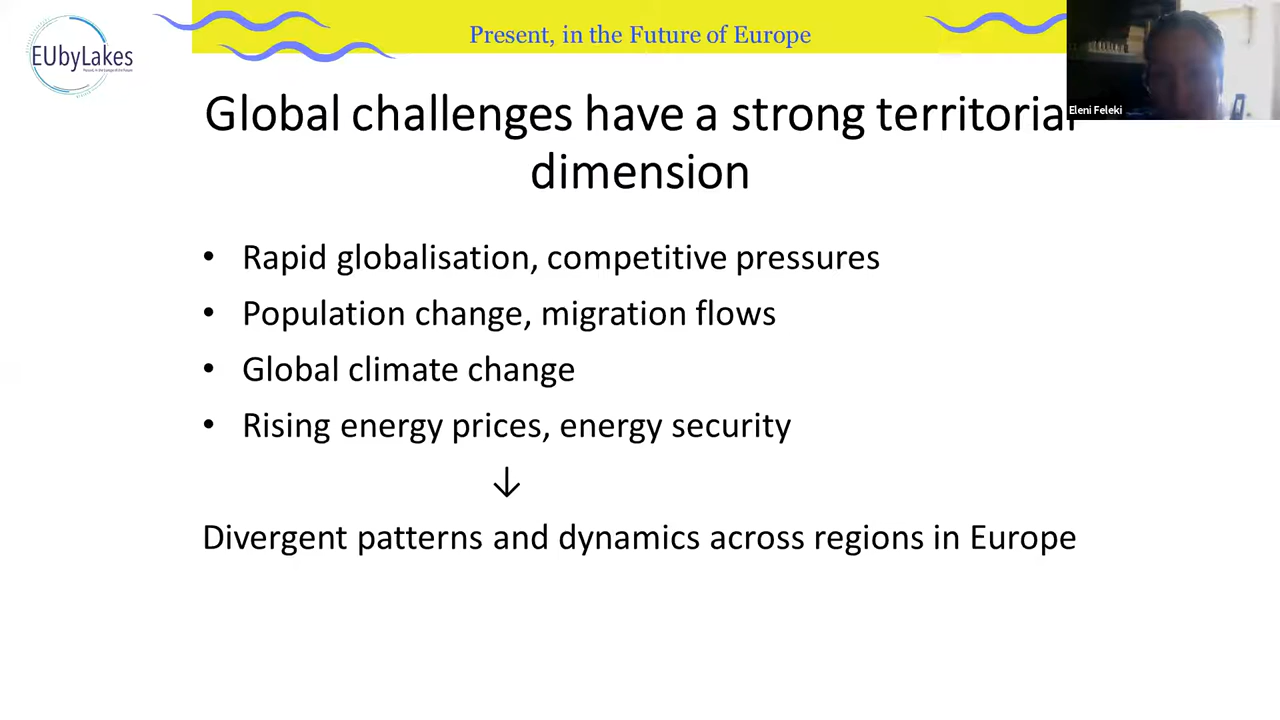 Present, in the Future of Europe
EUbyLakes
Eleni Feleki
Global challenges have a strong territorial
dimension
• Rapid globalisation, competitive pressures
• Population change, migration flows
• Global climate change
• Rising energy prices, energy security
↓
Divergent patterns and dynamics across regions in Europe